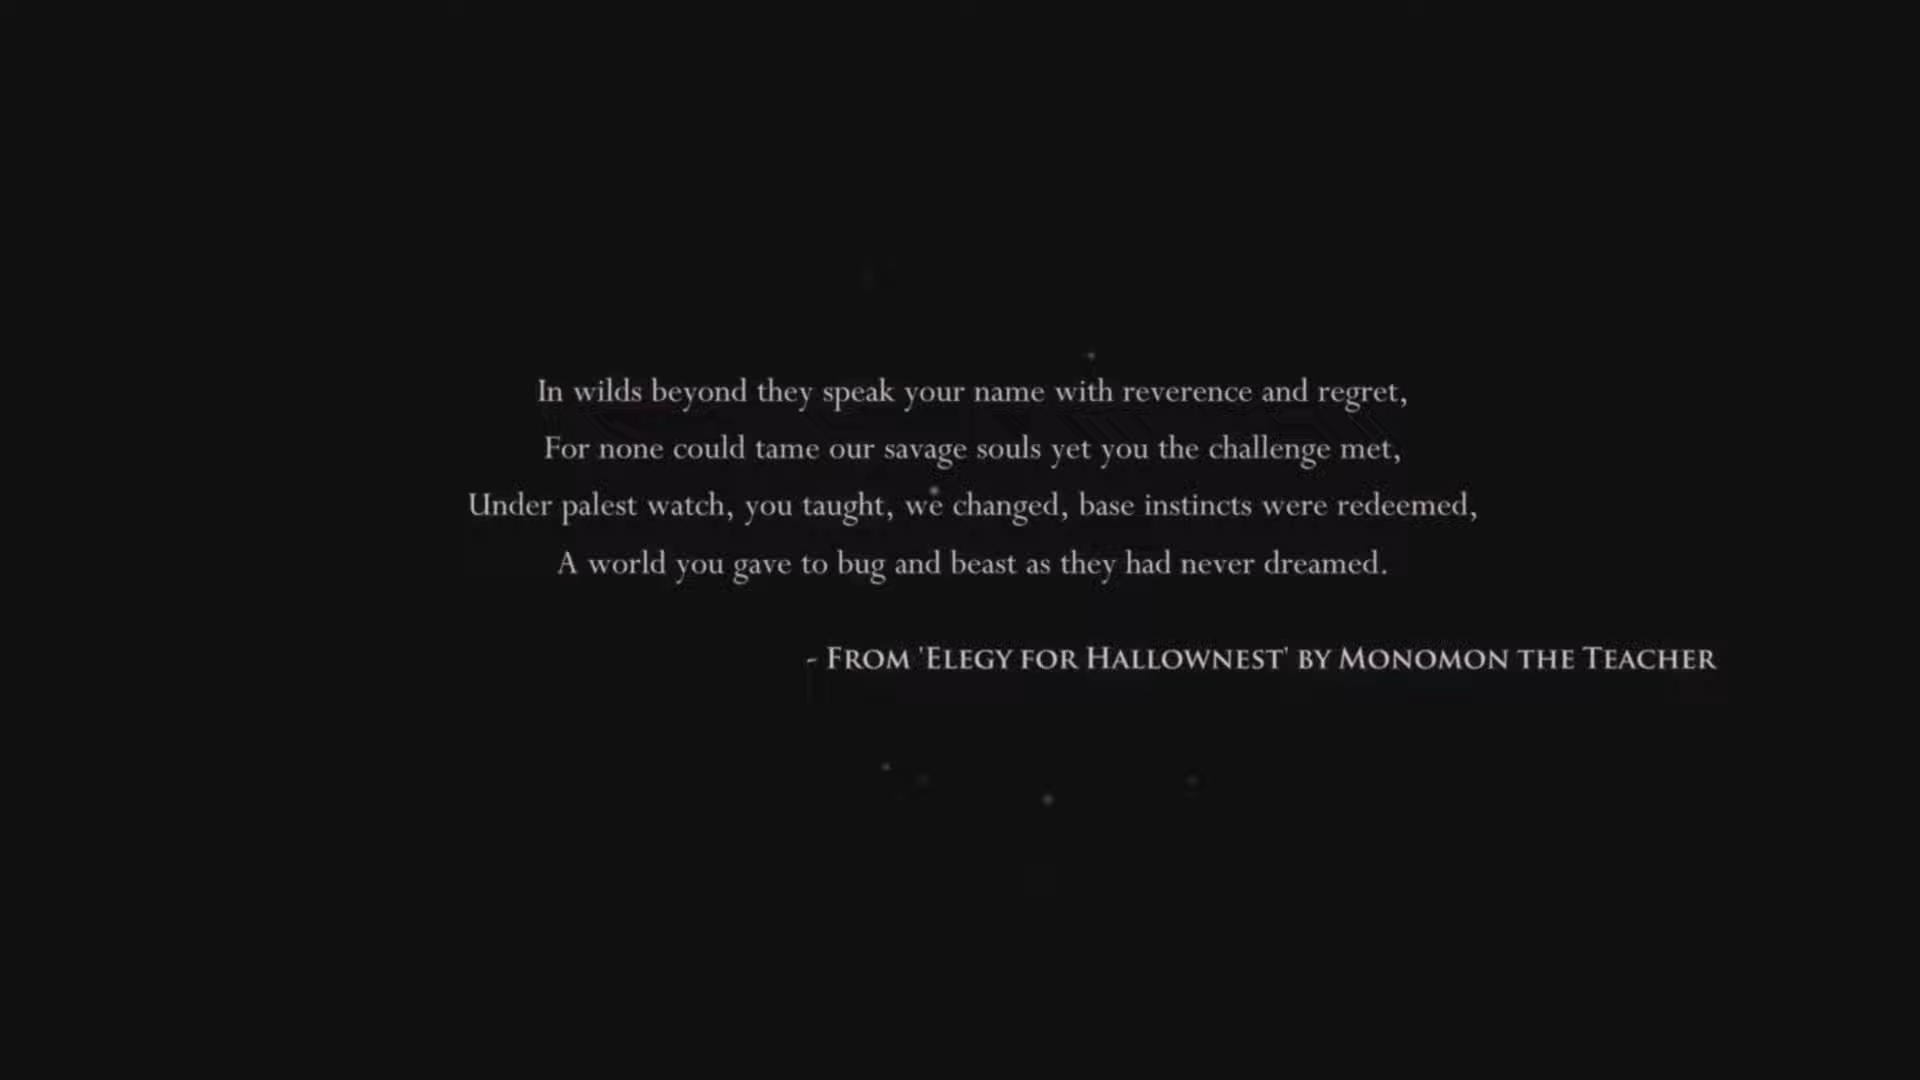 In wilds beyond they speak your name with reverence and regret,
For none could tame our savage souls yet you the challenge met,
Under palest watch, you taught, we changed, base instincts were redeemed,
A world you gave to bug and beast as they had never dreamed.
- From 'Elegy for Hallownest' by Monomon the Teacher